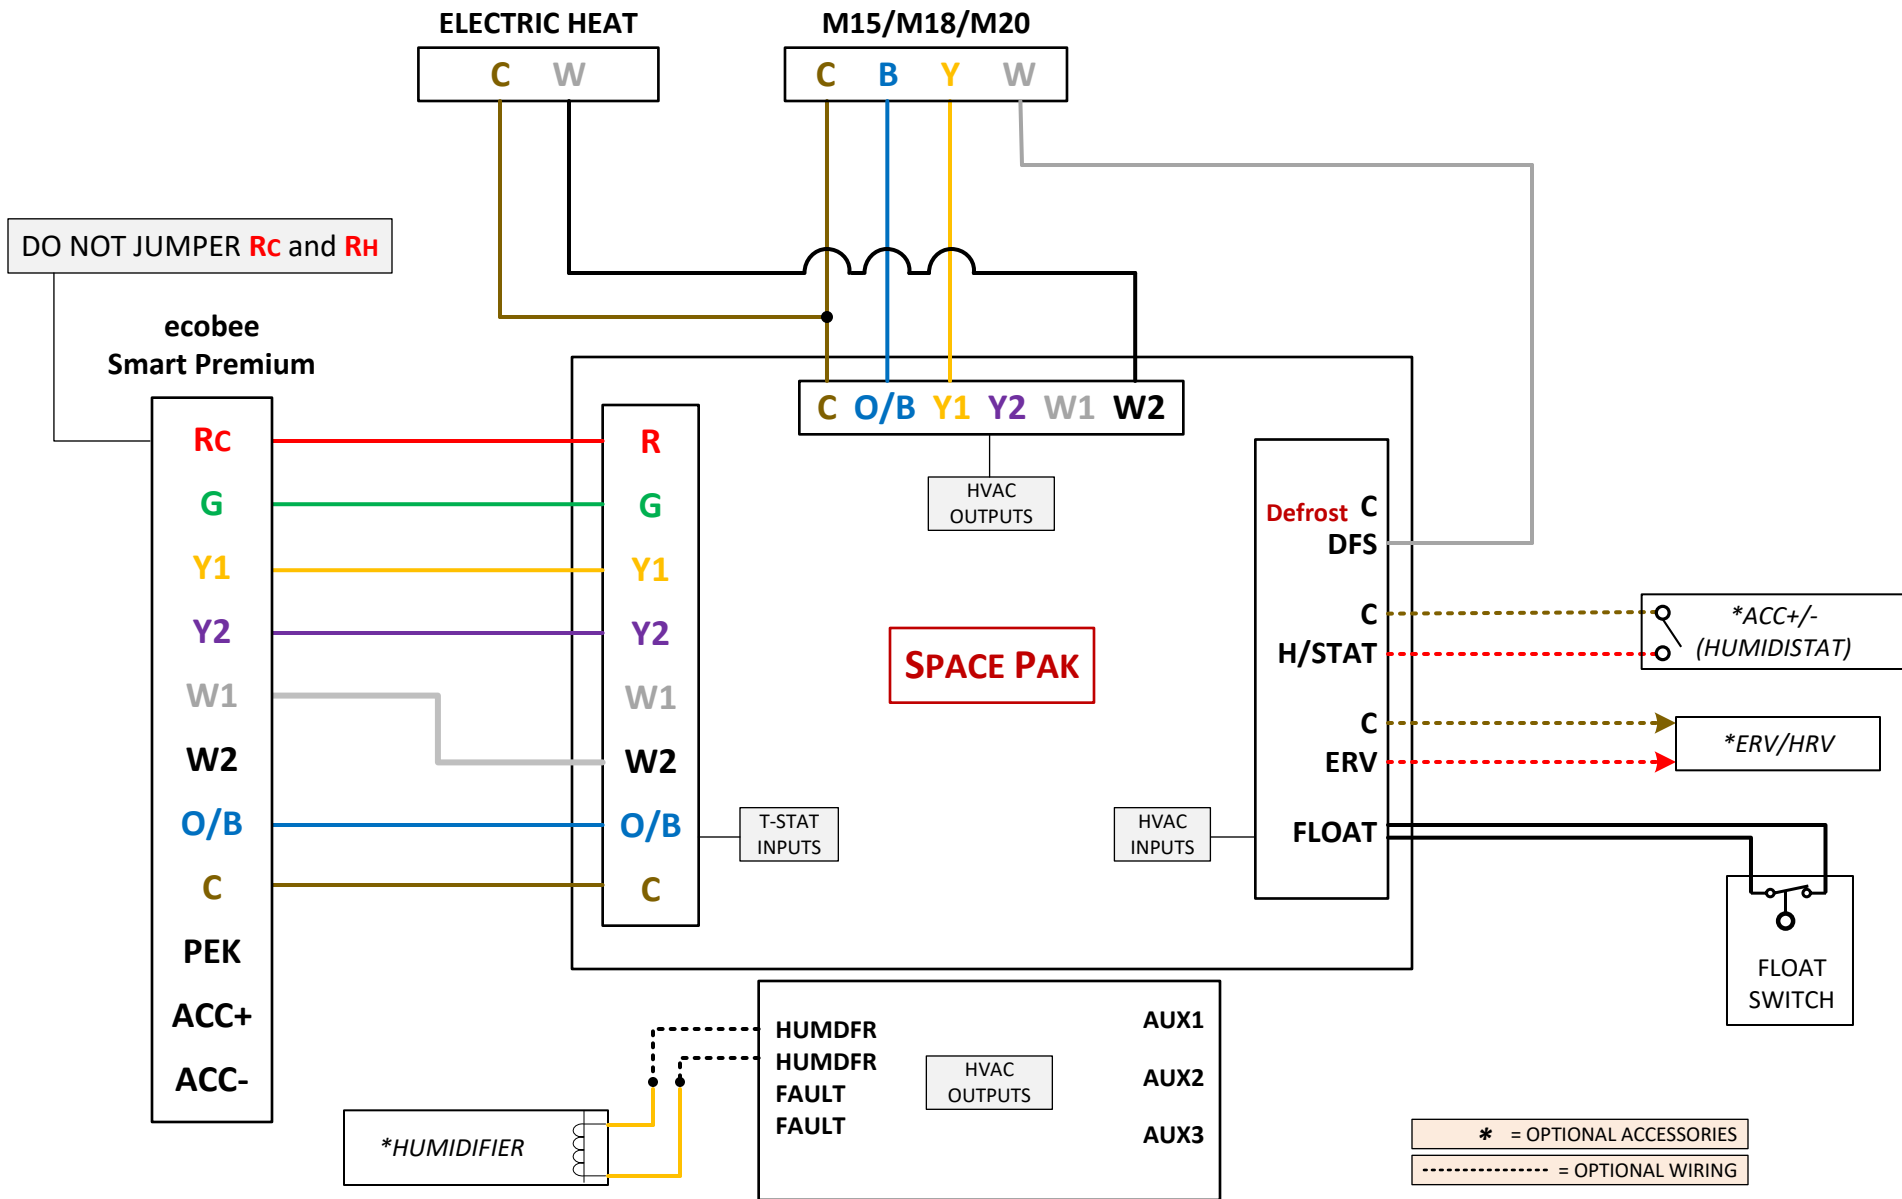 ELECTRIC HEAT
C W
M15/M18/M20
C B Y W
DO NOT JUMPER RC and RH
ecobee
Smart Premium
RC
G
Y1
Y2
W1
W2
O/B
C
PEK
ACC+
ACC-
R
G
Y1
Y2
W1
W2
O/B
C
T-STAT
INPUTS
C O/B Y1 Y2 W1 W2
HVAC
OUTPUTS
SPACE PAK
HVAC
INPUTS
Defrost C
DFS
C
H/STAT
C
ERV
FLOAT
*ACC+/-
(HUMIDISTAT)
*ERV/HRV
FLOAT
SWITCH
HUMDFR
HUMDFR
FAULT
FAULT
HVAC
OUTPUTS
AUX1
AUX2
AUX3
*HUMIDIFIER
* = OPTIONAL ACCESSORIES
= OPTIONAL WIRING